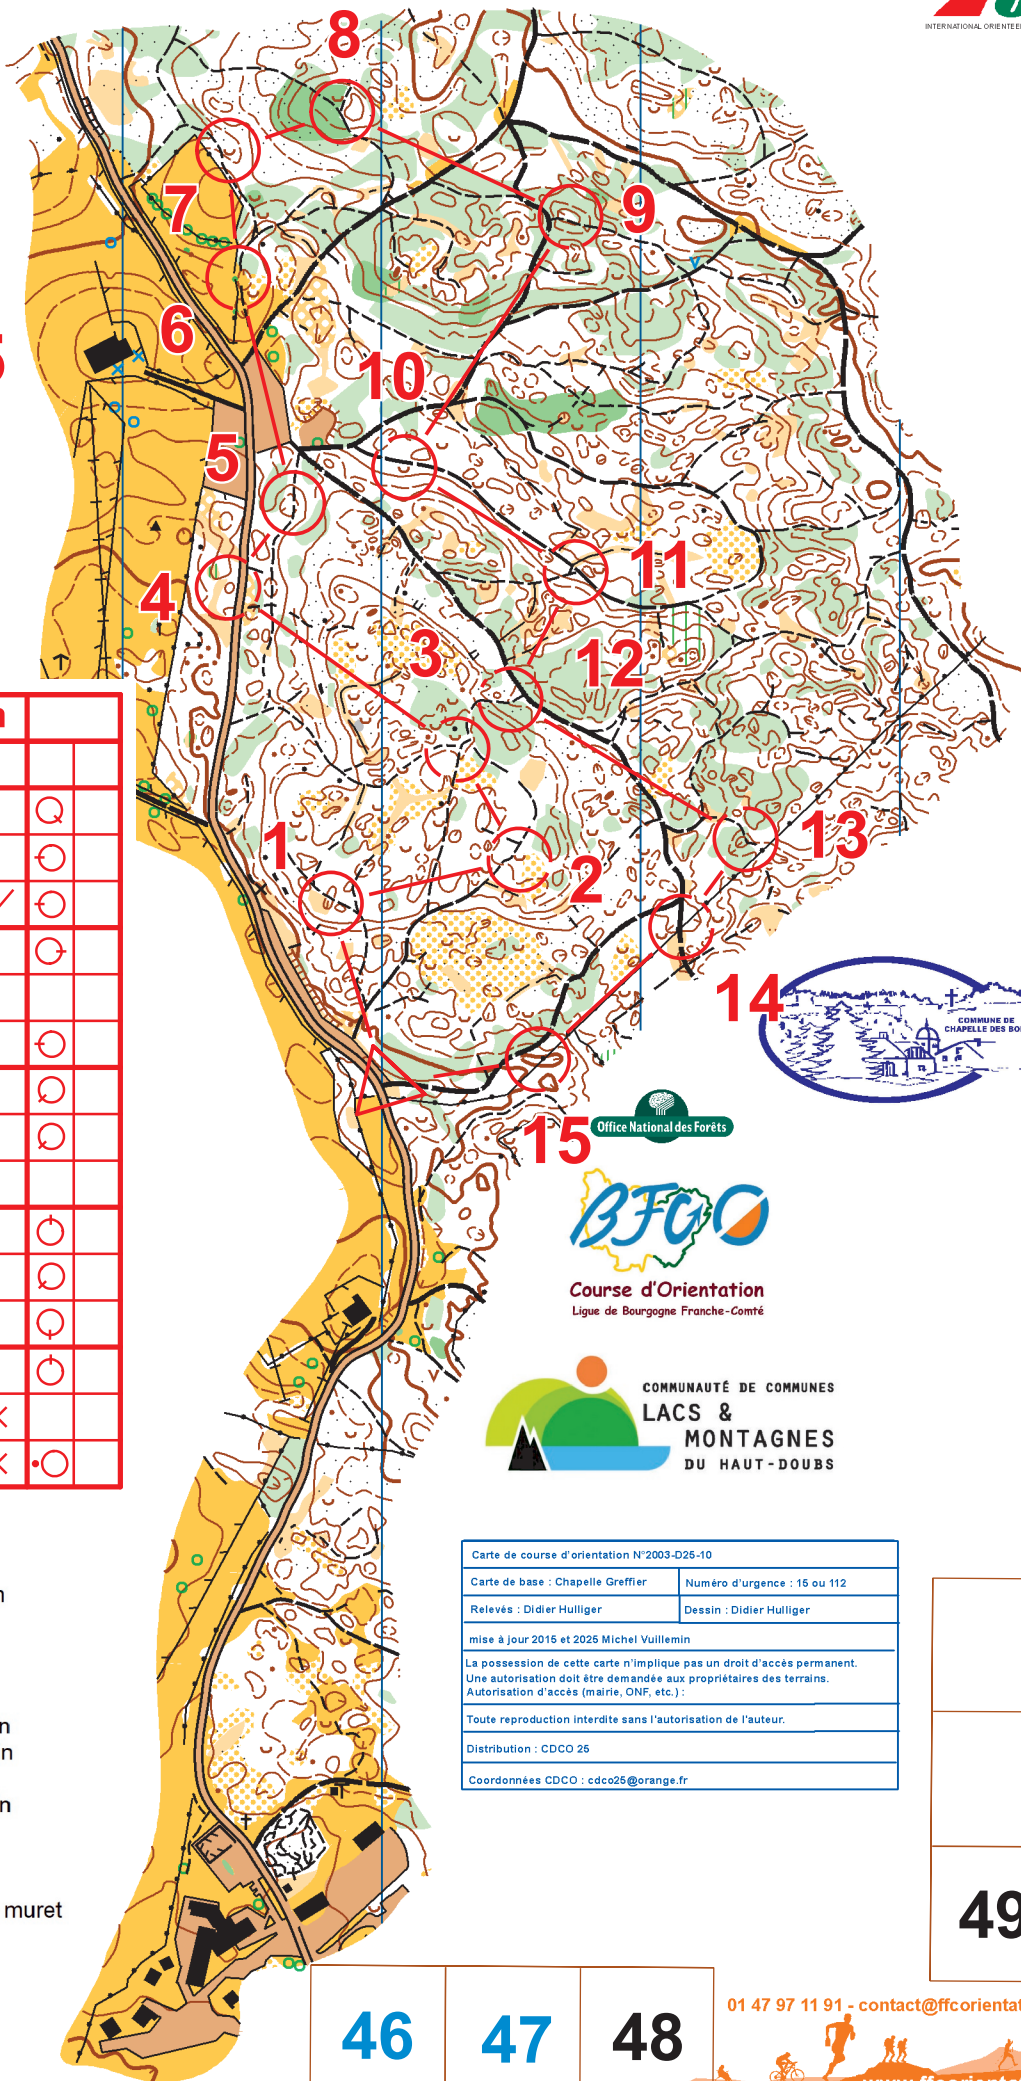 INTERNATIONAL ORIENTEE
8
7
9
6
5
10
5
11
4
3
12
13
1
2
14
COMMUNE DE
CHAPELLE DES BO
15
Office National des Forêts
BFGO
Course d'Orientation
Ligue de Bourgogne Franche-Comté
COMMUNAUTÉ DE COMMUNES
LACS &
MONTAGNES
DU HAUT-DOUBS
Carte de course d'orientation N°2003-D25-10
Carte de base : Chapelle Greffier
Numéro d'urgence : 15 ou 112
Relevés : Didier Hulliger
Dessin : Didier Hulliger
mise à jour 2015 et 2025 Michel Vuillemin
La possession de cette carte n'implique pas un droit d'accès permanent.
Une autorisation doit être demandée aux propriétaires des terrains.
Autorisation d'accès (mairie, ONF, etc.) :
Toute reproduction interdite sans l'autorisation de l'auteur.
Distribution : CDCO 25
Coordonnées CDCO : cdco25@orange.fr
n
n
n
n
muret
49
46
47
48
01 47 97 11 91 - contact@ffcorientat